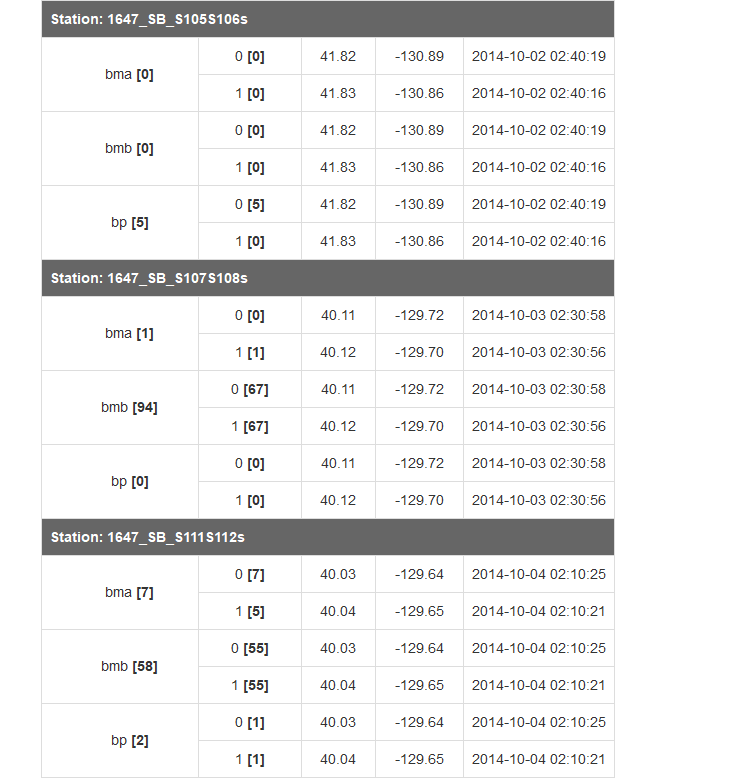 Station: 1647_SB_S105S106s
bma [0]
0 [0] 41.82 -130.89 2014-10-02 02:40:19
1 [0] 41.83 -130.86 2014-10-02 02:40:16
bmb [0]
0 [0] 41.82 -130.89 2014-10-02 02:40:19
1 [0] 41.83 -130.86 2014-10-02 02:40:16
bp [5]
0 [5] 41.82 -130.89 2014-10-02 02:40:19
1 [0] 41.83 -130.86 2014-10-02 02:40:16
Station: 1647_SB_S107S108s
bma [1]
0 [0] 40.11 -129.72 2014-10-03 02:30:58
1 [1] 40.12 -129.70 2014-10-03 02:30:56
bmb [94]
0 [67] 40.11 -129.72 2014-10-03 02:30:58
1 [67] 40.12 -129.70 2014-10-03 02:30:56
bp [0]
0 [0] 40.11 -129.72 2014-10-03 02:30:58
1 [0] 40.12 -129.70 2014-10-03 02:30:56
Station: 1647_SB_S111S112s
bma [7]
0 [7] 40.03 -129.64 2014-10-04 02:10:25
1 [5] 40.04 -129.65 2014-10-04 02:10:21
bmb [58]
0 [55] 40.03 -129.64 2014-10-04 02:10:25
1 [55] 40.04 -129.65 2014-10-04 02:10:21
bp [2]
0 [1] 40.03 -129.64 2014-10-04 02:10:25
1 [1] 40.04 -129.65 2014-10-04 02:10:21